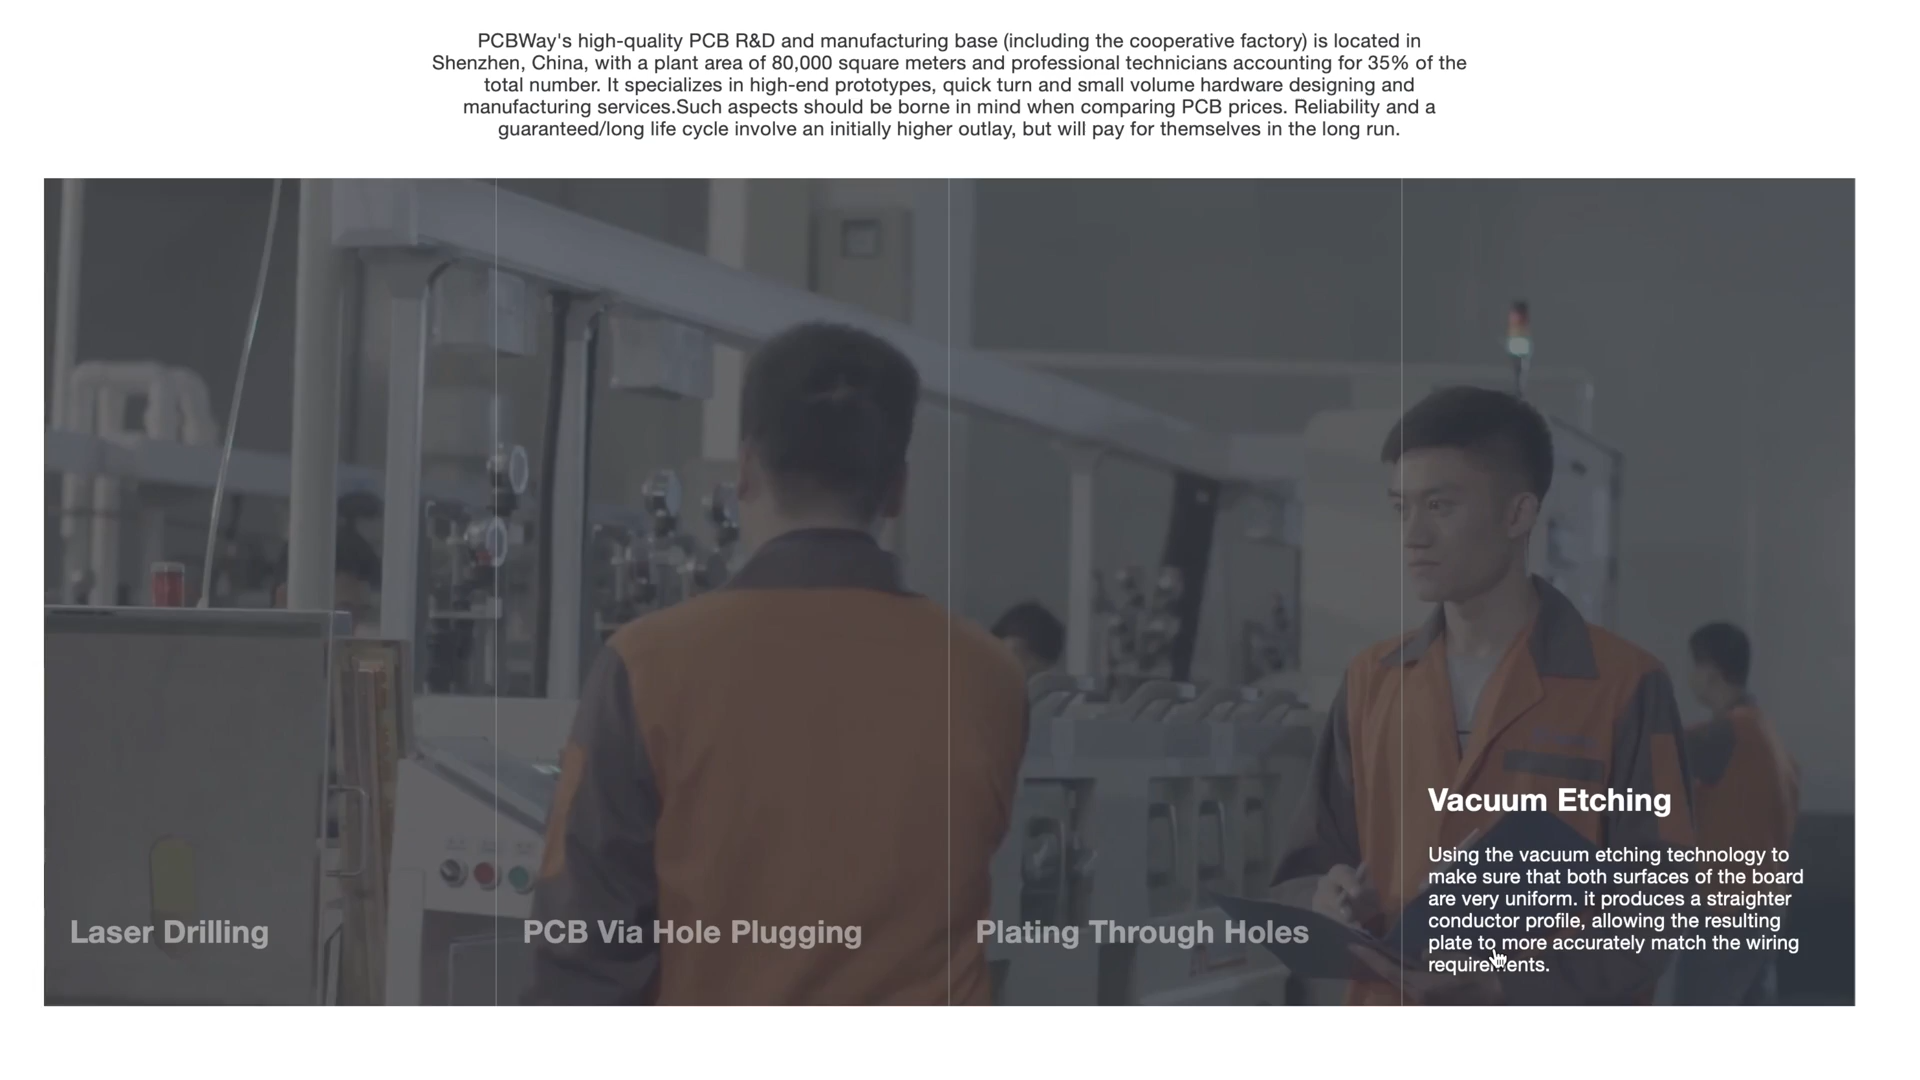 PCBWay's high-quality PCB R&D and manufacturing base (including the cooperative factory) is located in
Shenzhen, China, with a plant area of 80,000 square meters and professional technicians accounting for 35% of the
total number. It specializes in high-end prototypes, quick turn and small volume hardware designing and
manufacturing services.Such aspects should be borne in mind when comparing PCB prices. Reliability and a
guaranteed/long life cycle involve an initially higher outlay, but will pay for themselves in the long run.
Laser Drilling
PCB Via Hole Plugging
Plating Through Holes
Vacuum Etching
Using the vacuum etching technology to
make sure that both surfaces of the board
are very uniform. it produces a straighter
conductor profile, allowing the resulting
plate to more accurately match the wiring
requirements.